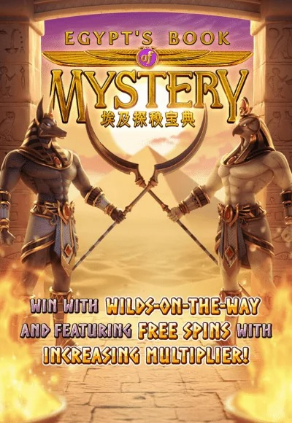 EGYPT'S BOOK
of
MYSTERY
埃及探秘宝典
WIN WITH WILDS-ON-THE-WAY
AND FEATURING FREE SPINS WITH
INCREASING MULTIPLIER!